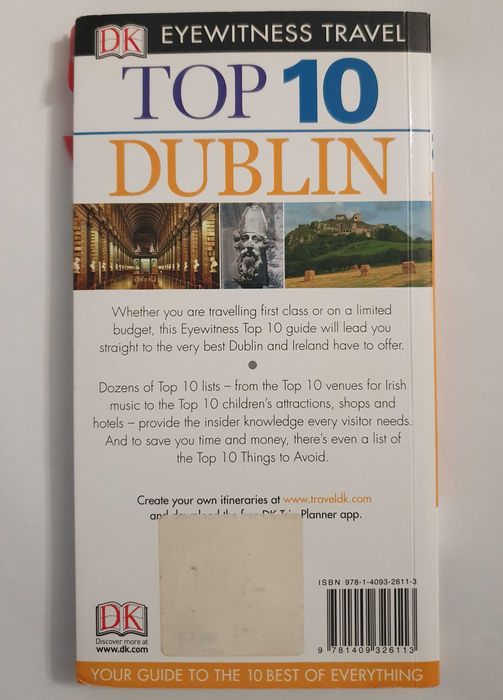 DK EYEWITNESS TRAVEL
TOP 10
DUBLIN
Whether you are travelling first class or on a limited
budget, this Eyewitness Top 10 guide will lead you
straight to the very best Dublin and Ireland have to offer.
Dozens of Top 10 lists – from the Top 10 venues for Irish
music to the Top 10 children's attractions, shops and
hotels – provide the insider knowledge every visitor needs.
And to save you time and money, there's even a list of
the Top 10 Things to Avoid.
Create your own itineraries at www.traveldk.com
and download the free DK Trip Planner app.
ISBN 978-1-4093-2611-3
DK
Discover more at
www.dk.com
9 781409 326113
YOUR GUIDE TO THE 10 BEST OF EVERYTHING